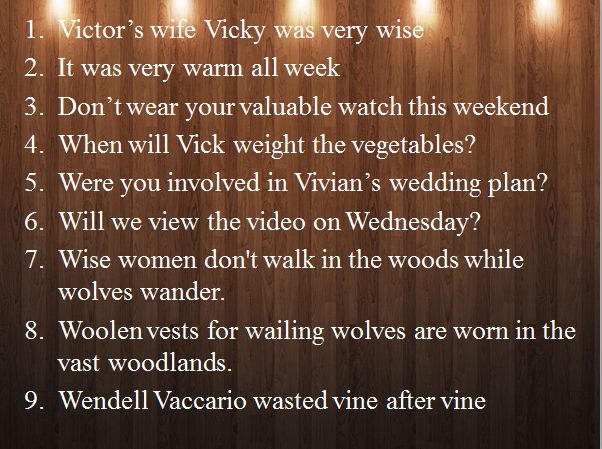 1. Victor’s wife Vicky was very wise
2. It was very warm all week
3. Don’t wear your valuable watch this weekend
4. When will Vick weight the vegetables?
5. Were you involved in Vivian’s wedding plan?
6. Will we view the video on Wednesday?
7. Wise women don't walk in the woods while
wolves wander.
8. Woolen vests for wailing wolves are worn in the
vast woodlands.
9. Wendell Vaccario wasted vine after vine